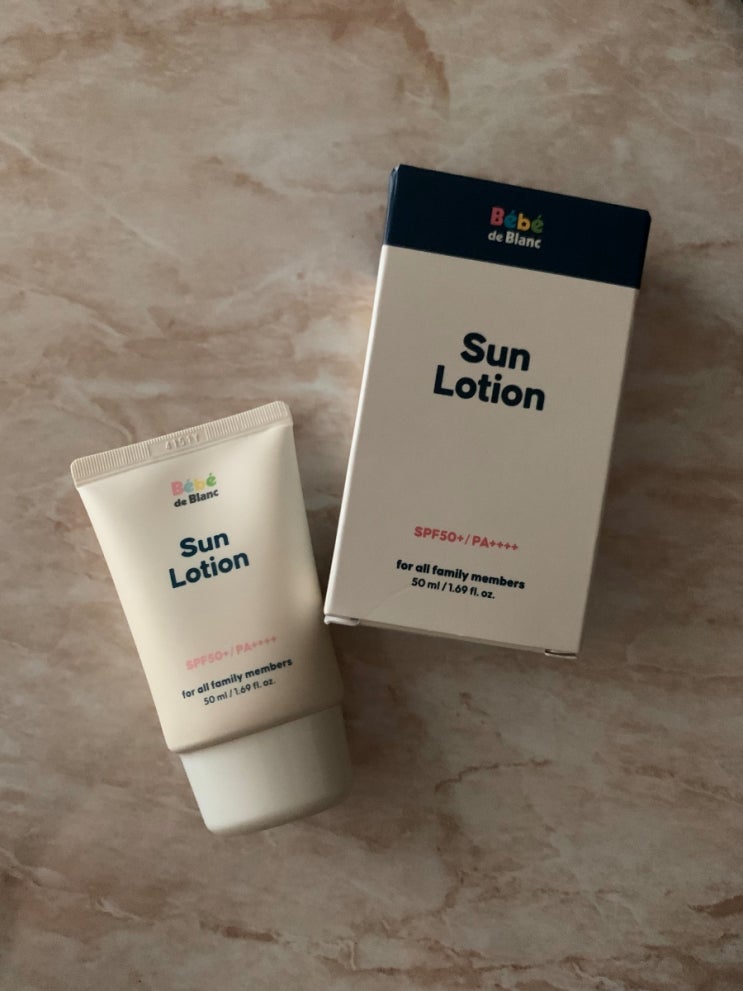 Bébé
de Blanc
Sun
Lotion
SPF50+/PA++++
for all family members
50 ml / 1.69 fl. oz.
Bébé
de Blanc
Sun
Lotion
SPF50+/PA++++
for all family members
50 ml / 1.69 fl. oz.